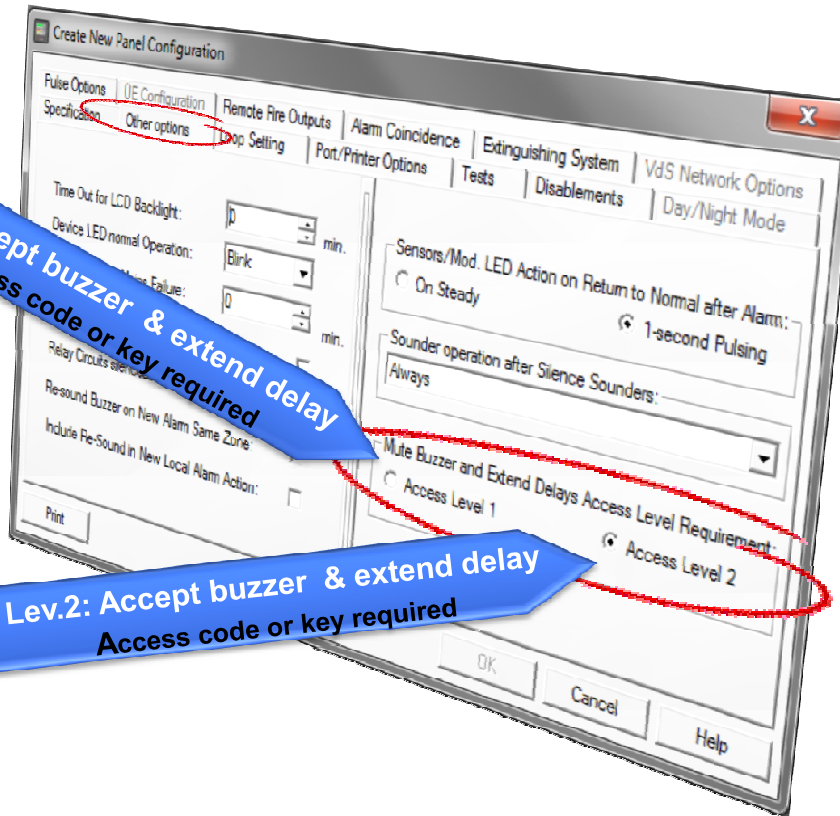 Create New Panel Configuration
X
Pulse Options
UE Configuration
Remote Fire Outputs
Alarm Coincidence
Extinguishing System
VdS Network Options
Specification
Other options
Loop Setting
Port/Printer Options
Tests
Disablements
Day/Night Mode
Time Out for LCD Backlight:
min.
Device LED normal Operation:
Blink
Mains Failure:
0
min.
Relay Circuits
Re-sound Buzzer on New Alarm Same Zone:
Include Re-Sound in New Local Alarm Action:
Sensors/Mod. LED Action on Return to Normal after Alarm:
On Steady
1-second Pulsing
Sounder operation after Silence Sounders:
Always
Mute Buzzer and Extend Delays Access Level Requirement:
Access Level 1
Access Level 2
buzzer & extend delay
code or key required
Lev.2: Accept buzzer & extend delay
Access code or key required
Print
OK
Cancel
Help